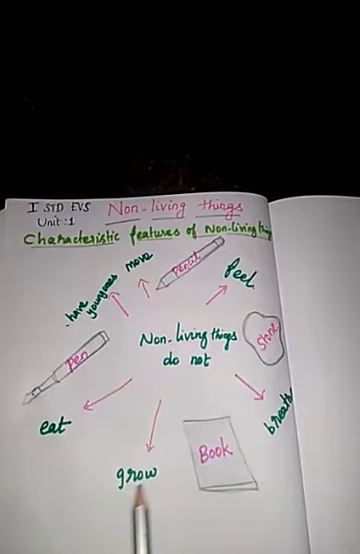 I STD EVS
Unit:1
Non-living things
Characteristic features of Non-living things
move
Pencil
feel
have
young ones
Non-living things
do not
Stone
Pen
eat
breath
Book
grow